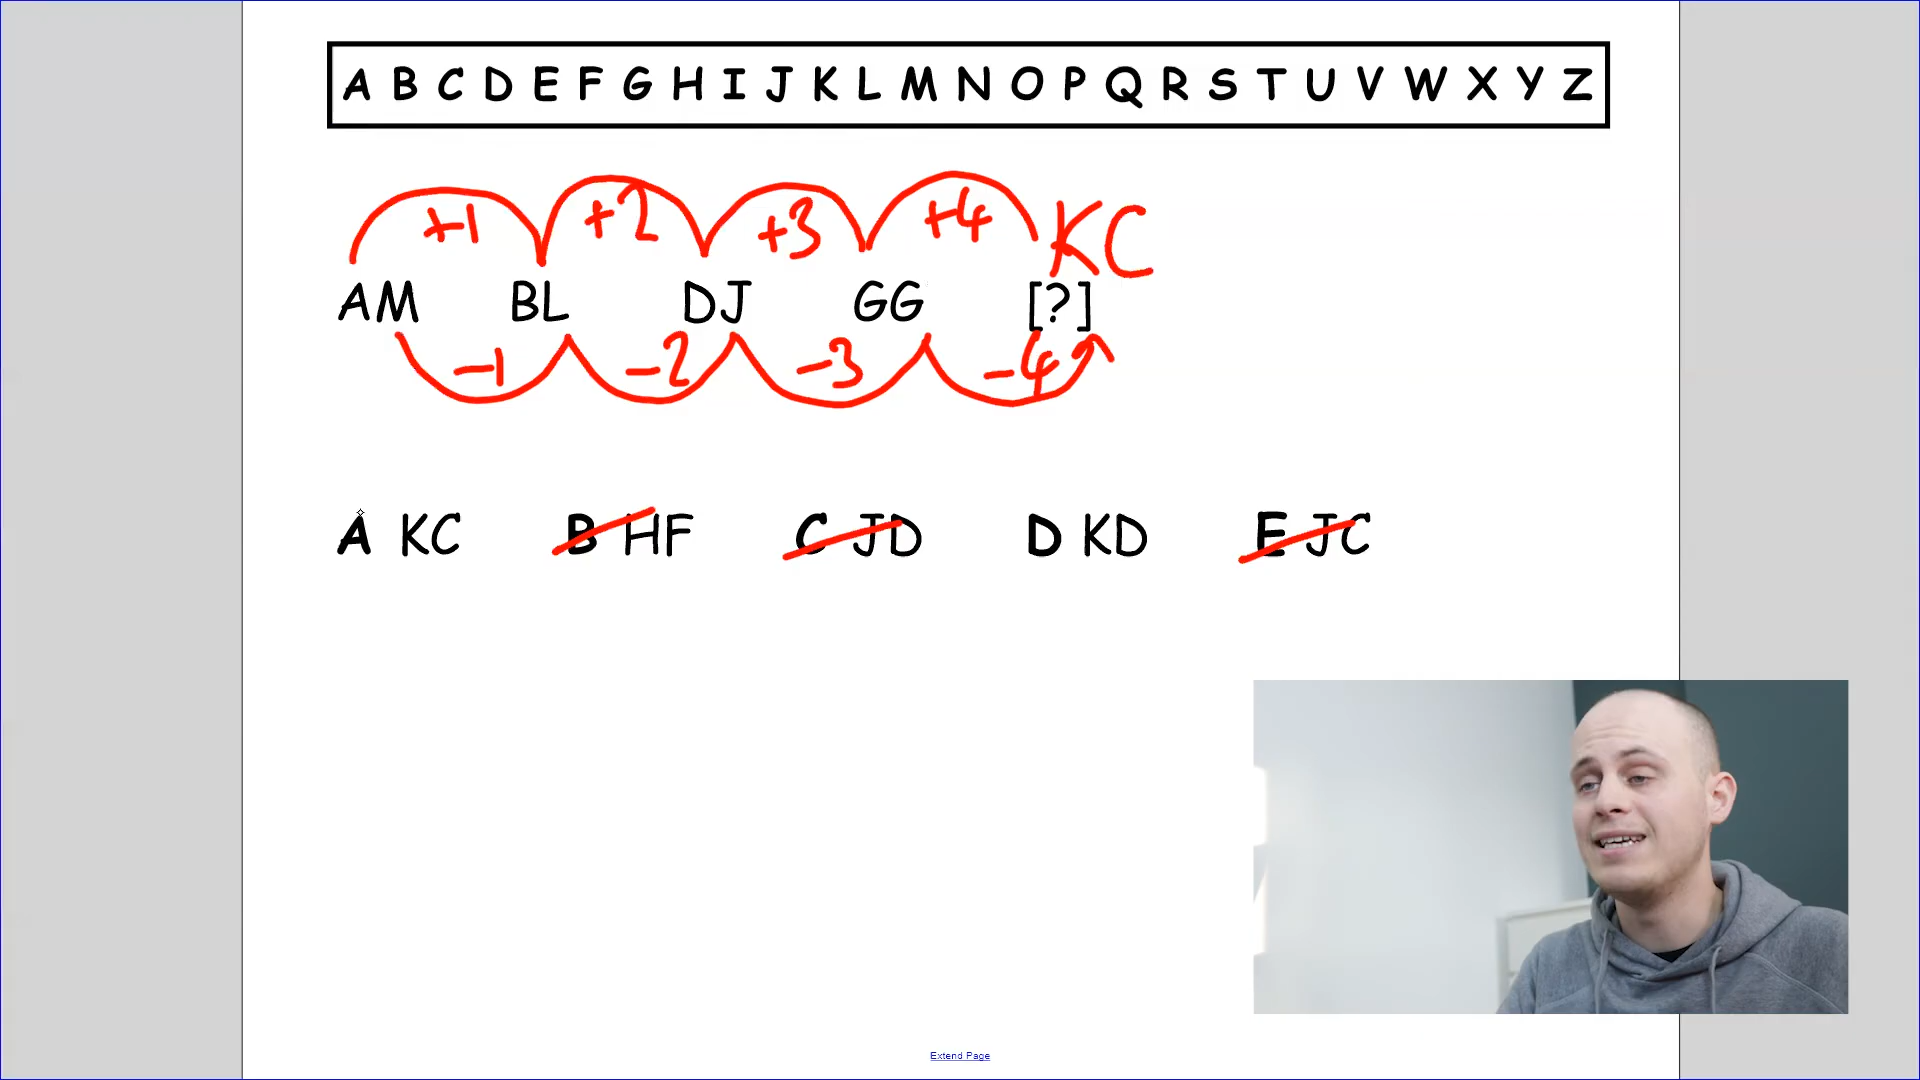 A B C D E F G H I J K L M N O P Q R S T U V W X Y Z
+1 +2 +3 +4 KC
AM BL DJ GG [?]
-1 -2 -3 -4
A KC B HF C JD D KD E JC
Extend Page